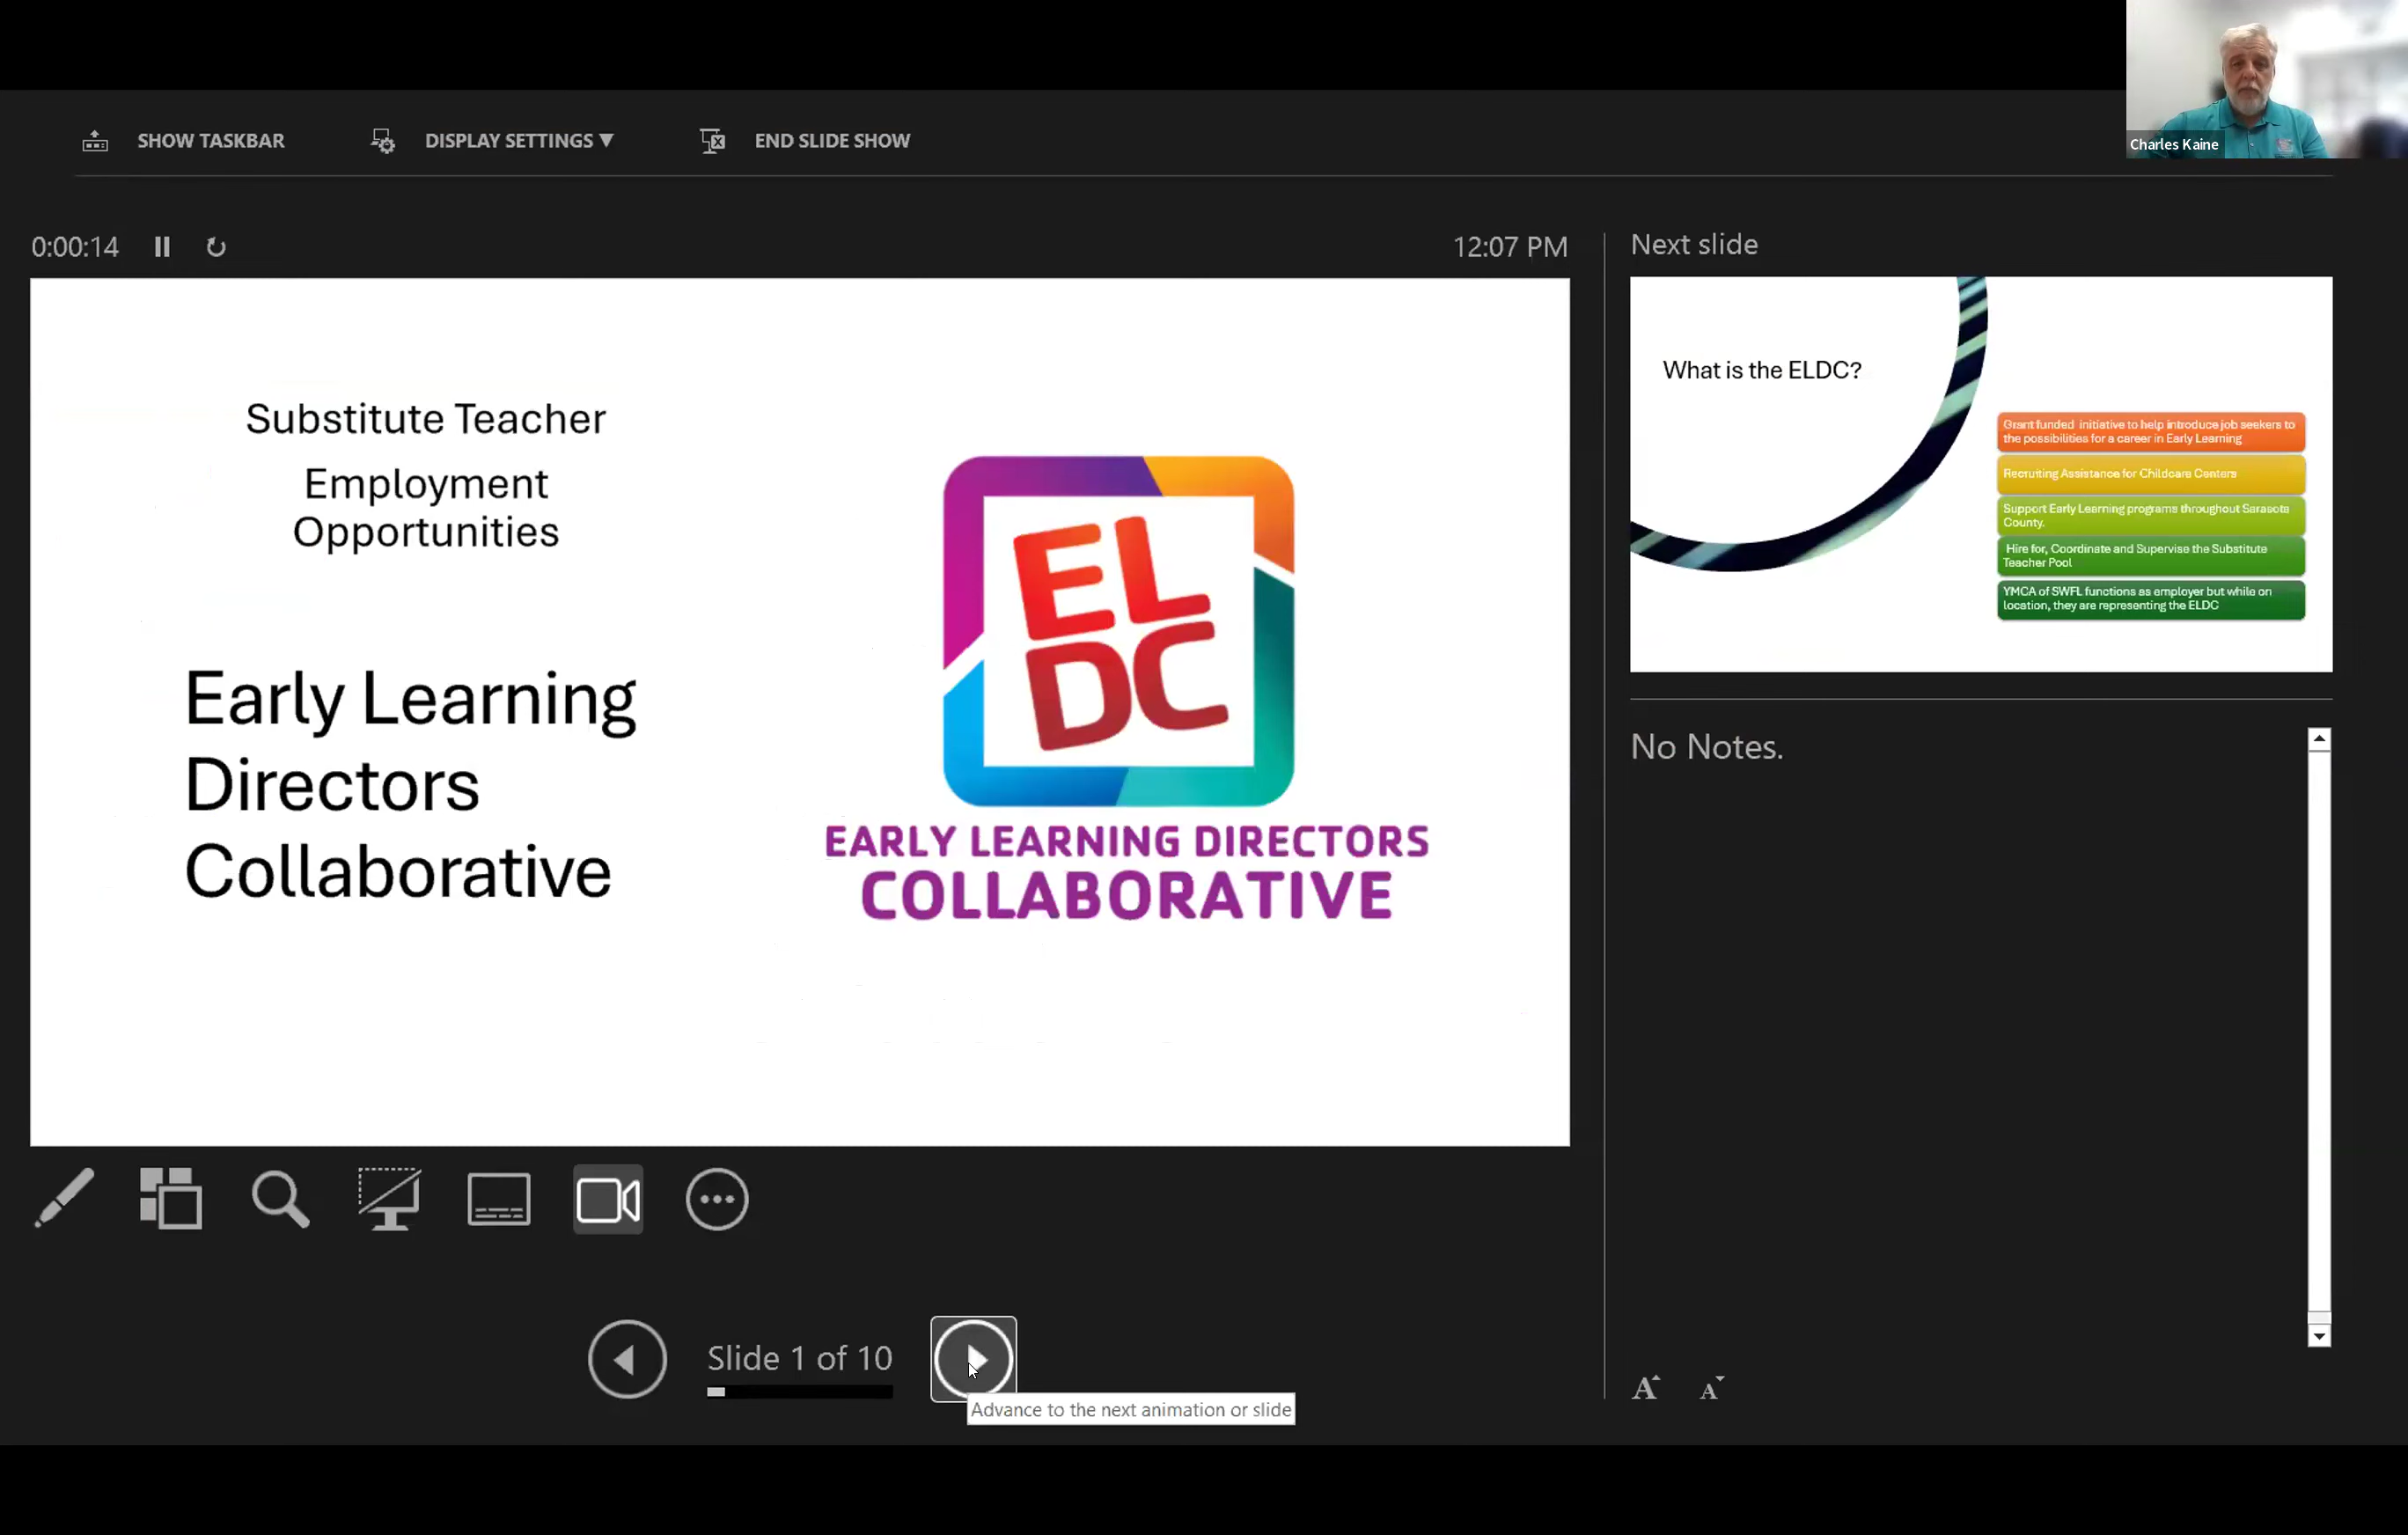 Charles Kaine
SHOW TASKBAR
DISPLAY SETTINGS ▼
END SLIDE SHOW
0:00:14
12:07 PM
Substitute Teacher
Employment
Opportunities
Early Learning
Directors
Collaborative
EL
DC
EARLY LEARNING DIRECTORS
COLLABORATIVE
Next slide
What is the ELDC?
Grant funded initiative to help introduce job seekers to
the possibilities for a career in Early Learning
Recruiting Assistance for Childcare Centers
Support Early Learning programs throughout Sarasota
County.
Hire for, Coordinate and Supervise the Substitute
Teacher Pool
YMCA of SWFL functions as employer but while on
location, they are representing the ELDC
No Notes.
Slide 1 of 10
Advance to the next animation or slide
A A